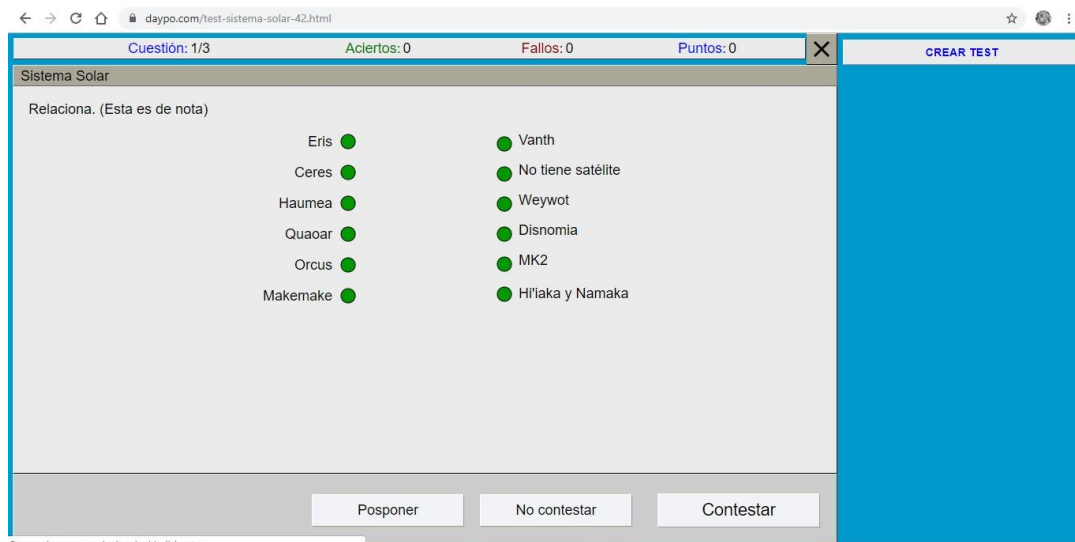 daypo.com/test-sistema-solar-42.html
Cuestión: 1/3 Aciertos: 0 Fallos: 0 Puntos: 0
CREAR TEST
Sistema Solar
Relaciona. (Esta es de nota)
Eris Vanth
Ceres No tiene satélite
Haumea Weywot
Quaoar Disnomia
Orcus MK2
Makemake Hi'iaka y Namaka
Posponer No contestar Contestar